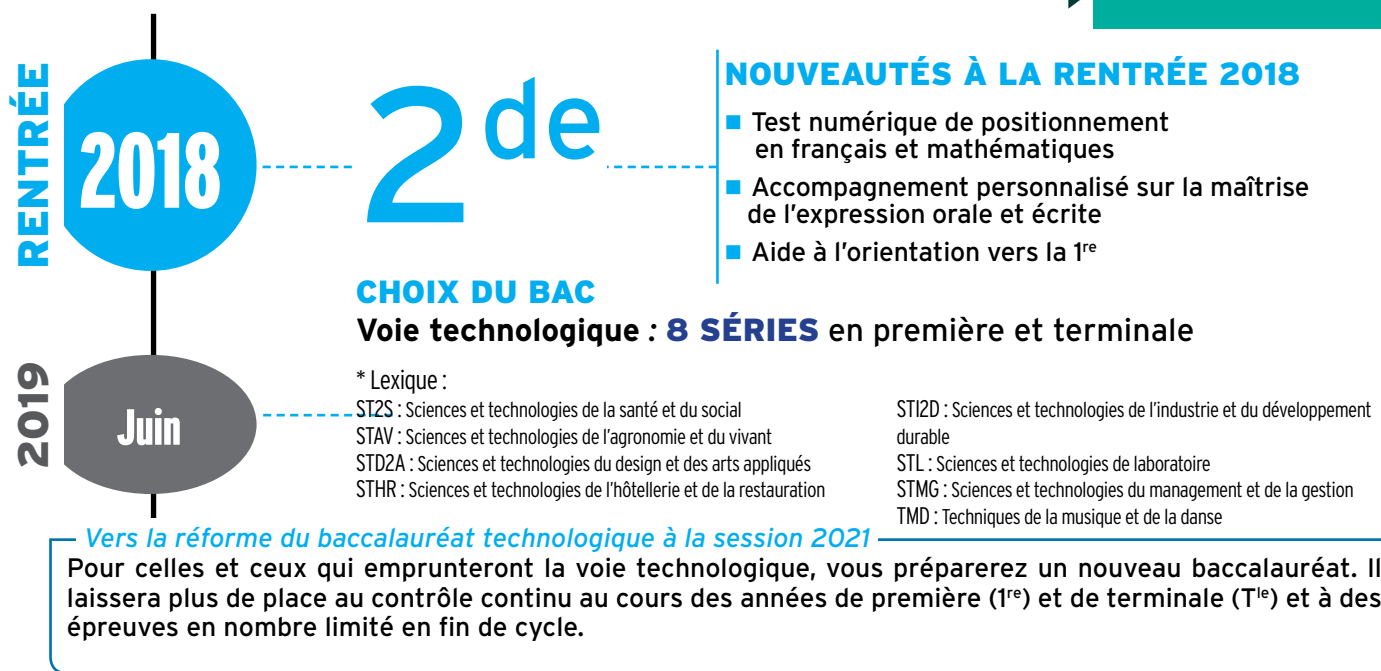 RENTRÉE
2018
2de
NOUVEAUTÉS À LA RENTRÉE 2018
■ Test numérique de positionnement
en français et mathématiques
■ Accompagnement personnalisé sur la maîtrise
de l'expression orale et écrite
■ Aide à l'orientation vers la 1re
CHOIX DU BAC
Voie technologique : 8 SÉRIES en première et terminale
2019
Juin
* Lexique :
ST2S : Sciences et technologies de la santé et du social
STAV : Sciences et technologies de l'agronomie et du vivant
STD2A : Sciences et technologies du design et des arts appliqués
STHR : Sciences et technologies de l'hôtellerie et de la restauration
STI2D : Sciences et technologies de l'industrie et du développement
durable
STL : Sciences et technologies de laboratoire
STMG : Sciences et technologies du management et de la gestion
TMD : Techniques de la musique et de la danse
Vers la réforme du baccalauréat technologique à la session 2021
Pour celles et ceux qui emprunteront la voie technologique, vous préparerez un nouveau baccalauréat. Il
laissera plus de place au contrôle continu au cours des années de première (1re) et de terminale (Tle) et à des
épreuves en nombre limité en fin de cycle.